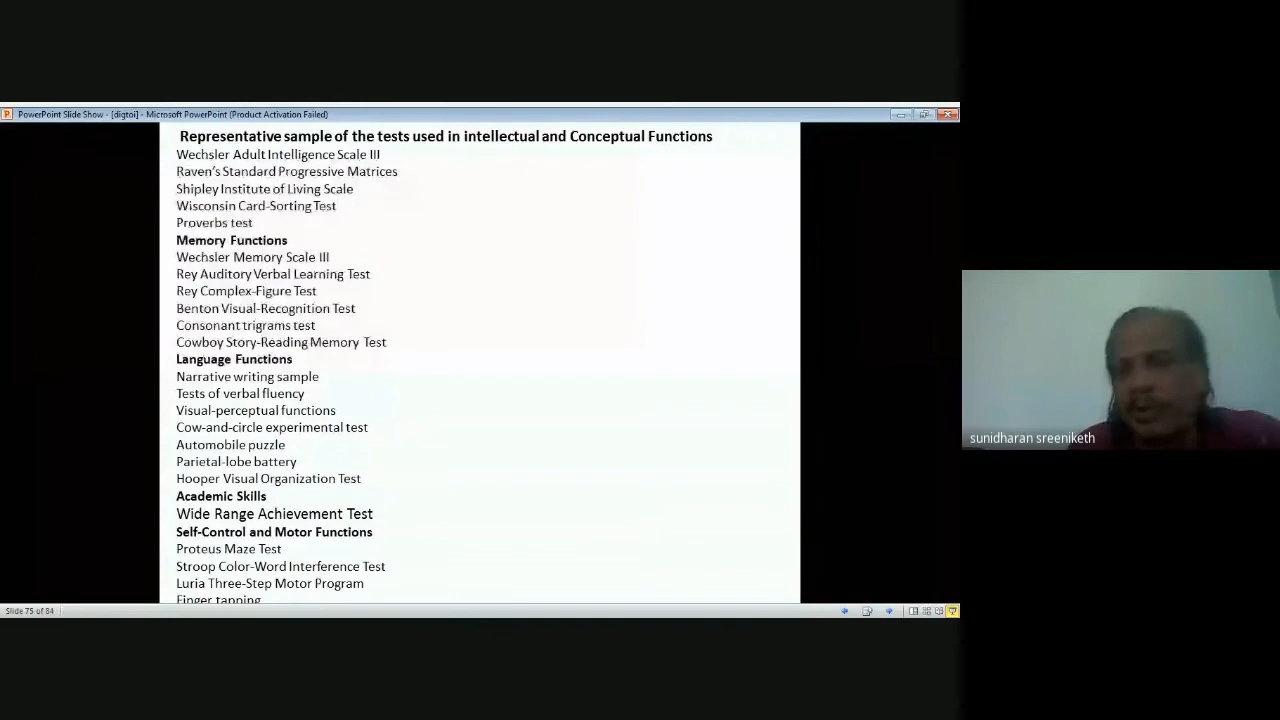 PowerPoint Slide Show - [digtoi] - Microsoft PowerPoint (Product Activation Failed)
Representative sample of the tests used in intellectual and Conceptual Functions
Wechsler Adult Intelligence Scale III
Raven's Standard Progressive Matrices
Shipley Institute of Living Scale
Wisconsin Card-Sorting Test
Proverbs test
Memory Functions
Wechsler Memory Scale III
Rey Auditory Verbal Learning Test
Rey Complex-Figure Test
Benton Visual-Recognition Test
Consonant trigrams test
Cowboy Story-Reading Memory Test
Language Functions
Narrative writing sample
Tests of verbal fluency
Visual-perceptual functions
Cow-and-circle experimental test
Automobile puzzle
Parietal-lobe battery
Hooper Visual Organization Test
Academic Skills
Wide Range Achievement Test
Self-Control and Motor Functions
Proteus Maze Test
Stroop Color-Word Interference Test
Luria Three-Step Motor Program
Finger tapping
Slide 75 of 84
sunidharan sreeniketh